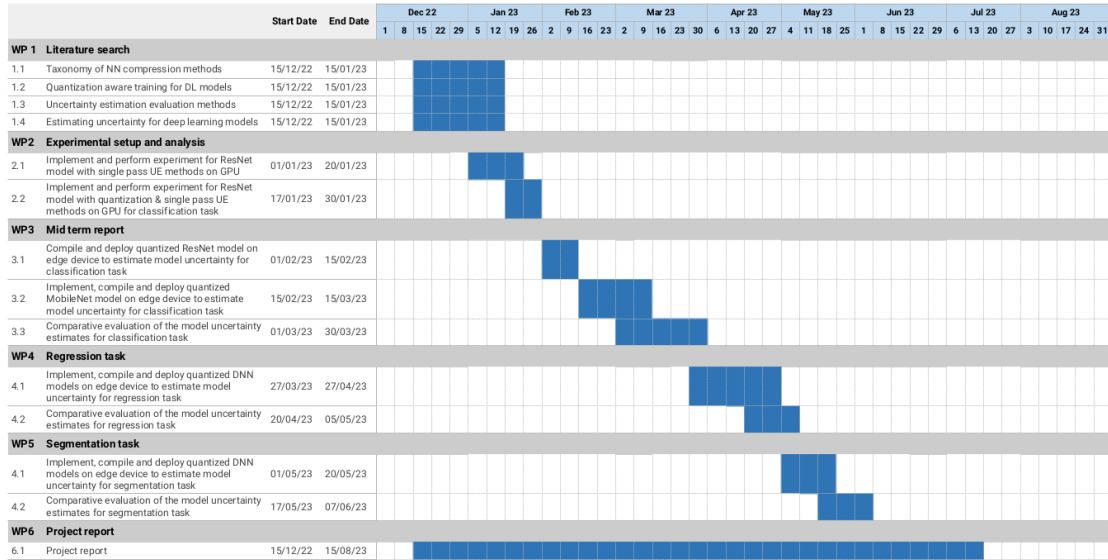 Dec 22 Jan 23 Feb 23 Mar 23 Apr 23 May 23 Jun 23 Jul 23 Aug 23
Start Date End Date
1 8 15 22 29 5 12 19 26 2 9 16 23 2 9 16 23 30 6 13 20 27 4 11 18 25 1 8 15 22 29 6 13 20 27 3 10 17 24 31
WP 1 Literature search
1.1 Taxonomy of NN compression methods 15/12/22 15/01/23
1.2 Quantization aware training for DL models 15/12/22 15/01/23
1.3 Uncertainty estimation evaluation methods 15/12/22 15/01/23
1.4 Estimating uncertainty for deep learning models 15/12/22 15/01/23
WP2 Experimental setup and analysis
2.1 Implement and perform experiment for ResNet
model with single pass UE methods on GPU 01/01/23 20/01/23
2.2 Implement and perform experiment for ResNet
model with quantization & single pass UE
methods on GPU for classification task 17/01/23 30/01/23
WP3 Mid term report
3.1 Compile and deploy quantized ResNet model on
edge device to estimate model uncertainty for
classification task 01/02/23 15/02/23
3.2 Implement, compile and deploy quantized
MobileNet model on edge device to estimate
model uncertainty for classification task 15/02/23 15/03/23
3.3 Comparative evaluation of the model uncertainty
estimates for classification task 01/03/23 30/03/23
WP4 Regression task
4.1 Implement, compile and deploy quantized DNN
models on edge device to estimate model
uncertainty for regression task 27/03/23 27/04/23
4.2 Comparative evaluation of the model uncertainty
estimates for regression task 20/04/23 05/05/23
WP5 Segmentation task
4.1 Implement, compile and deploy quantized DNN
models on edge device to estimate model
uncertainty for segmentation task 01/05/23 20/05/23
4.2 Comparative evaluation of the model uncertainty
estimates for segmentation task 17/05/23 07/06/23
WP6 Project report
6.1 Project report 15/12/22 15/08/23